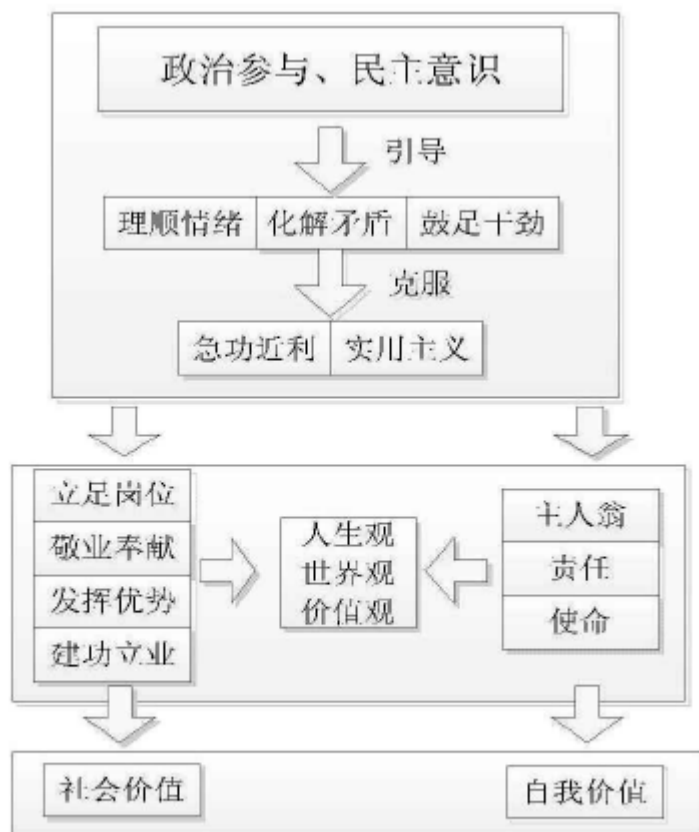 政治参与、民主意识
引导
理顺情绪 化解矛盾 鼓足干劲
克服
急功近利 实用主义
立足岗位
敬业奉献
发挥优势
建功立业
人生观
世界观
价值观
主人翁
责任
使命
社会价值
自我价值